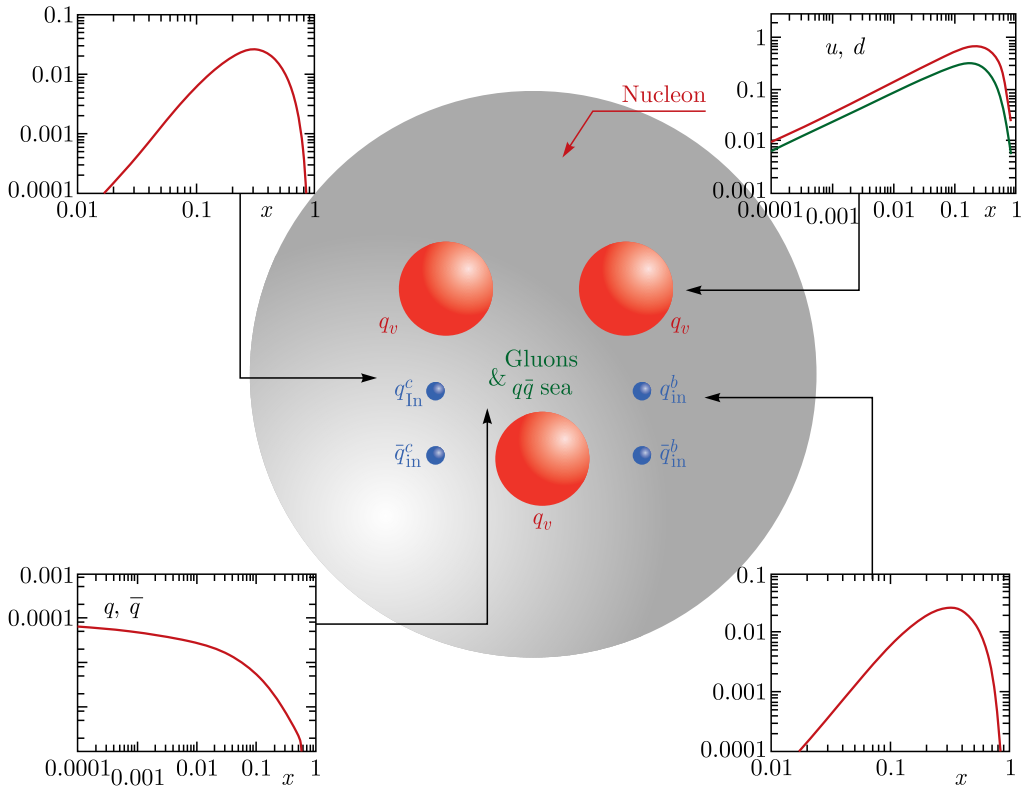 0.1
0.01
0.001
0.0001
0.01 0.1 x 1
1
0.1
0.01
0.001
u, d
0.0001 0.001 0.01 0.1 x 1
Nucleon
q_v
q_v
Gluons
& q q̄ sea
q^c_In
q^b_in
q̄^c_in
q̄^b_in
q_v
0.001
0.0001
q, q̄
0.0001 0.001 0.01 0.1 x 1
0.1
0.01
0.001
0.0001
0.01 0.1 x 1